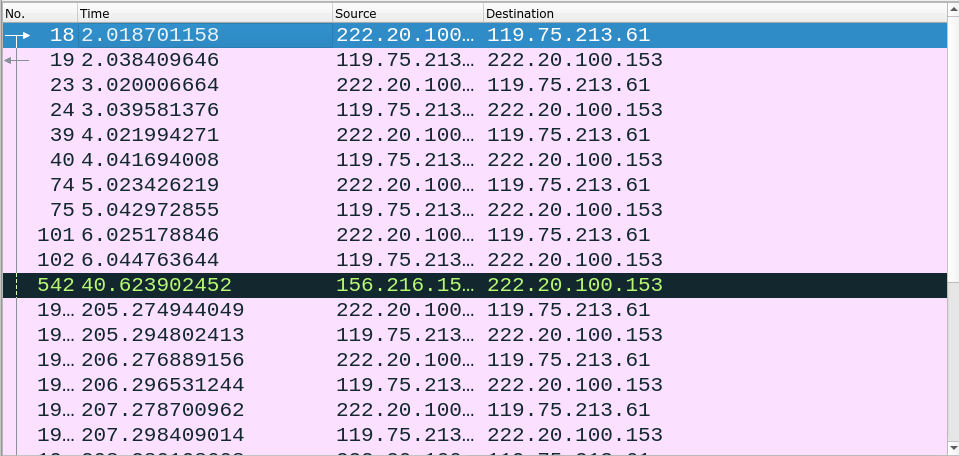 No. Time Source Destination
18 2.018701158 222.20.100… 119.75.213.61
19 2.038409646 119.75.213… 222.20.100.153
23 3.020006664 222.20.100… 119.75.213.61
24 3.039581376 119.75.213… 222.20.100.153
39 4.021994271 222.20.100… 119.75.213.61
40 4.041694008 119.75.213… 222.20.100.153
74 5.023426219 222.20.100… 119.75.213.61
75 5.042972855 119.75.213… 222.20.100.153
101 6.025178846 222.20.100… 119.75.213.61
102 6.044763644 119.75.213… 222.20.100.153
542 40.623902452 156.216.15… 222.20.100.153
19… 205.274944049 222.20.100… 119.75.213.61
19… 205.294802413 119.75.213… 222.20.100.153
19… 206.276889156 222.20.100… 119.75.213.61
19… 206.296531244 119.75.213… 222.20.100.153
19… 207.278700962 222.20.100… 119.75.213.61
19… 207.298409014 119.75.213… 222.20.100.153